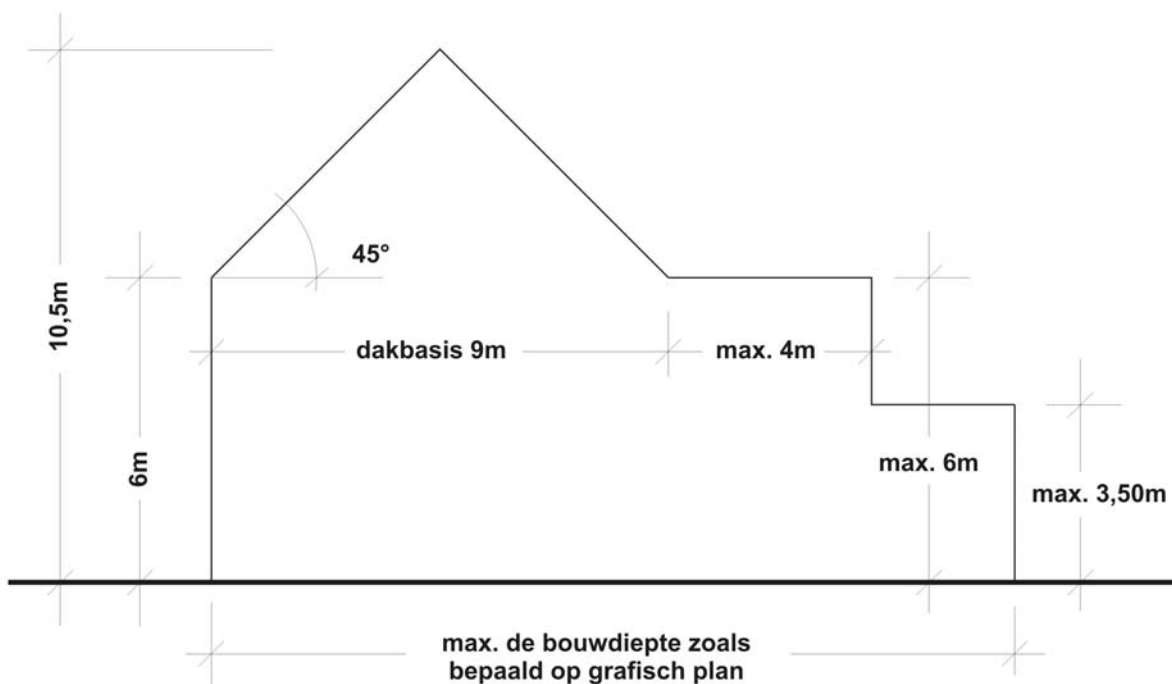 10,5m
45°
dakbasis 9m
max. 4m
6m
max. 6m
max. 3,50m
max. de bouwdiepte zoals
bepaald op grafisch plan